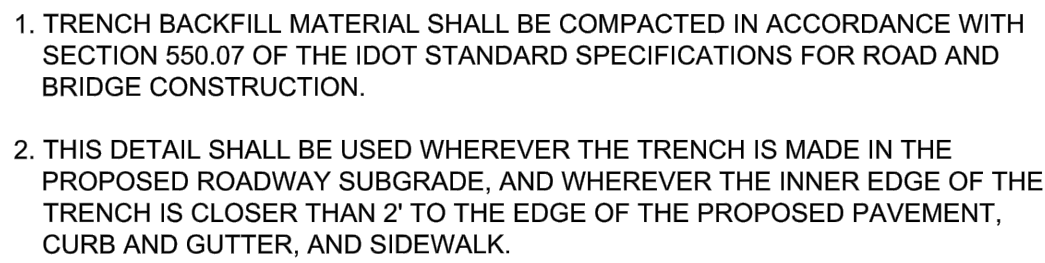 1. TRENCH BACKFILL MATERIAL SHALL BE COMPACTED IN ACCORDANCE WITH
SECTION 550.07 OF THE IDOT STANDARD SPECIFICATIONS FOR ROAD AND
BRIDGE CONSTRUCTION.
2. THIS DETAIL SHALL BE USED WHEREVER THE TRENCH IS MADE IN THE
PROPOSED ROADWAY SUBGRADE, AND WHEREVER THE INNER EDGE OF THE
TRENCH IS CLOSER THAN 2' TO THE EDGE OF THE PROPOSED PAVEMENT,
CURB AND GUTTER, AND SIDEWALK.